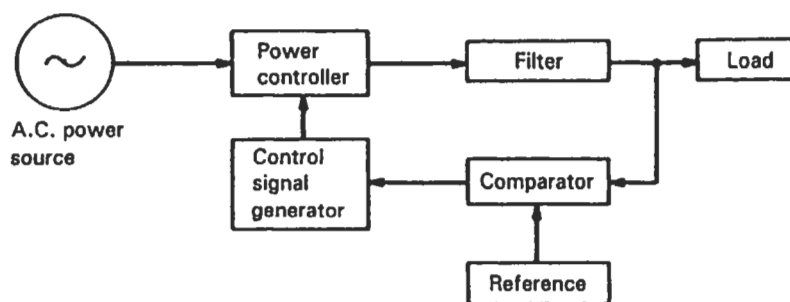 Power
controller
Filter
Load
A.C. power
source
Control
signal
generator
Comparator
Reference